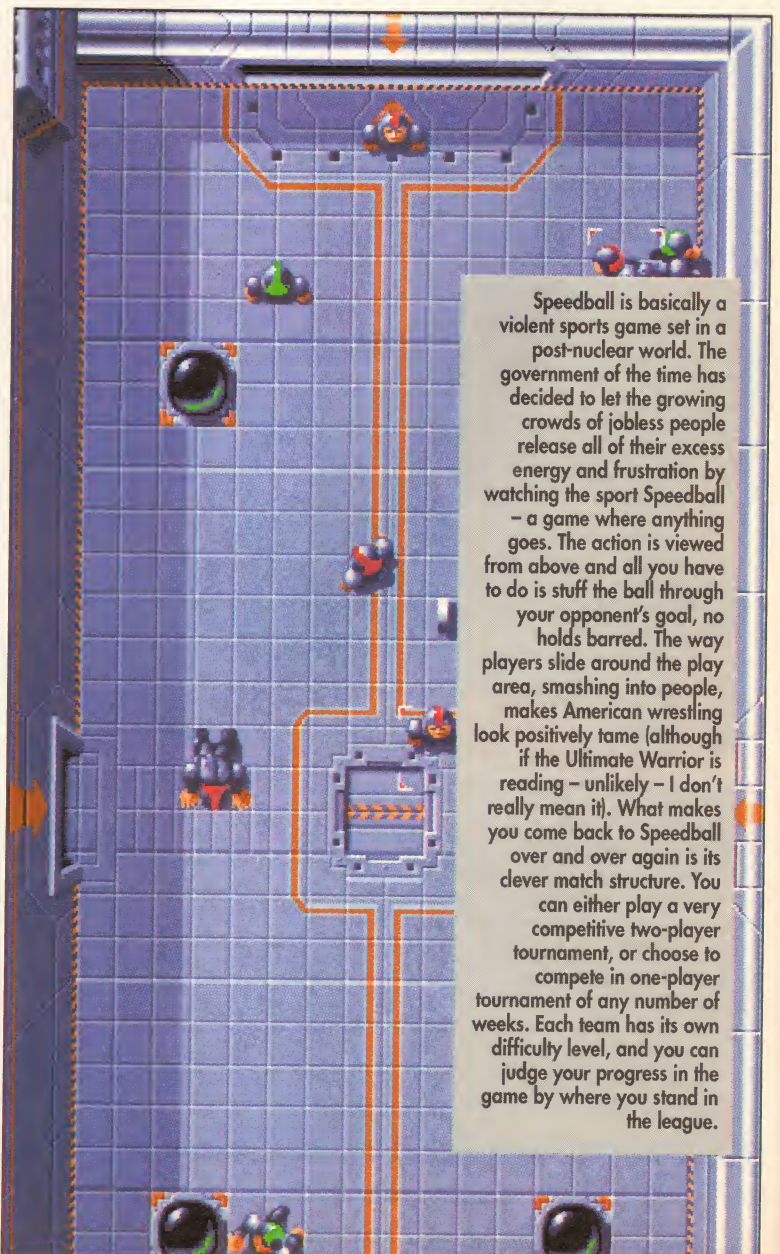 Speedball is basically a
violent sports game set in a
post-nuclear world. The
government of the time has
decided to let the growing
crowds of jobless people
release all of their excess
energy and frustration by
watching the sport Speedball
– a game where anything
goes. The action is viewed
from above and all you have
to do is stuff the ball through
your opponent's goal, no
holds barred. The way
players slide around the play
area, smashing into people,
makes American wrestling
look positively tame (although
if the Ultimate Warrior is
reading – unlikely – I don't
really mean it). What makes
you come back to Speedball
over and over again is its
clever match structure. You
can either play a very
competitive two-player
tournament, or choose to
compete in one-player
tournament of any number of
weeks. Each team has its own
difficulty level, and you can
judge your progress in the
game by where you stand in
the league.